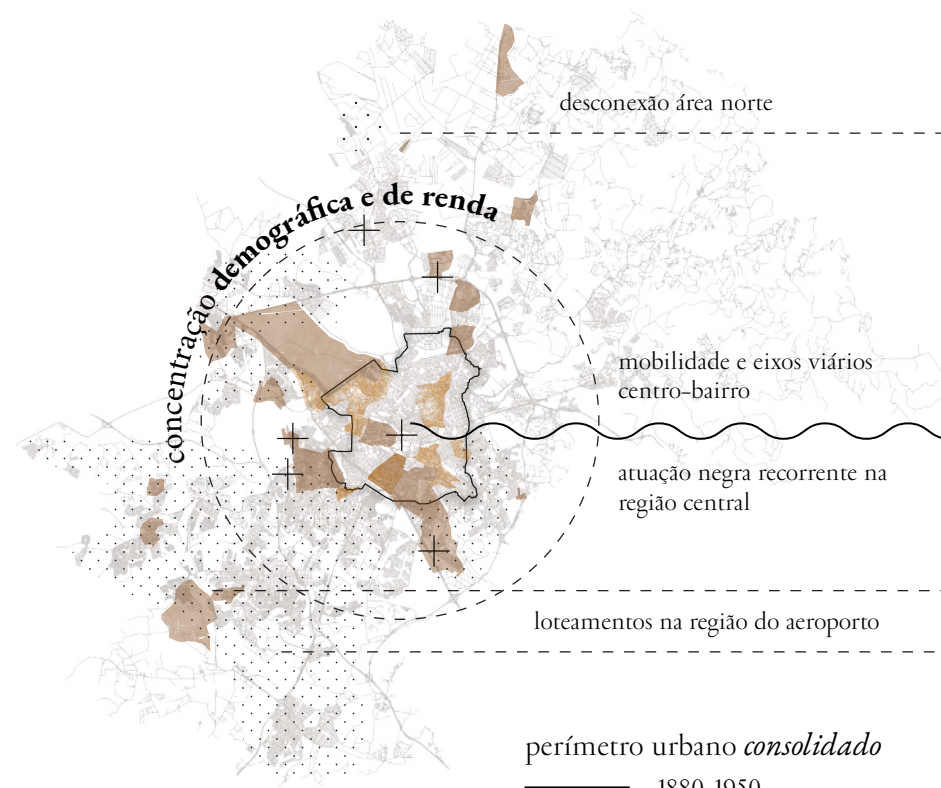 desconexão área norte
concentração demográfica e de renda
mobilidade e eixos viários
centro-bairro
atuação negra recorrente na
região central
loteamentos na região do aeroporto
perímetro urbano consolidado
1880-1950